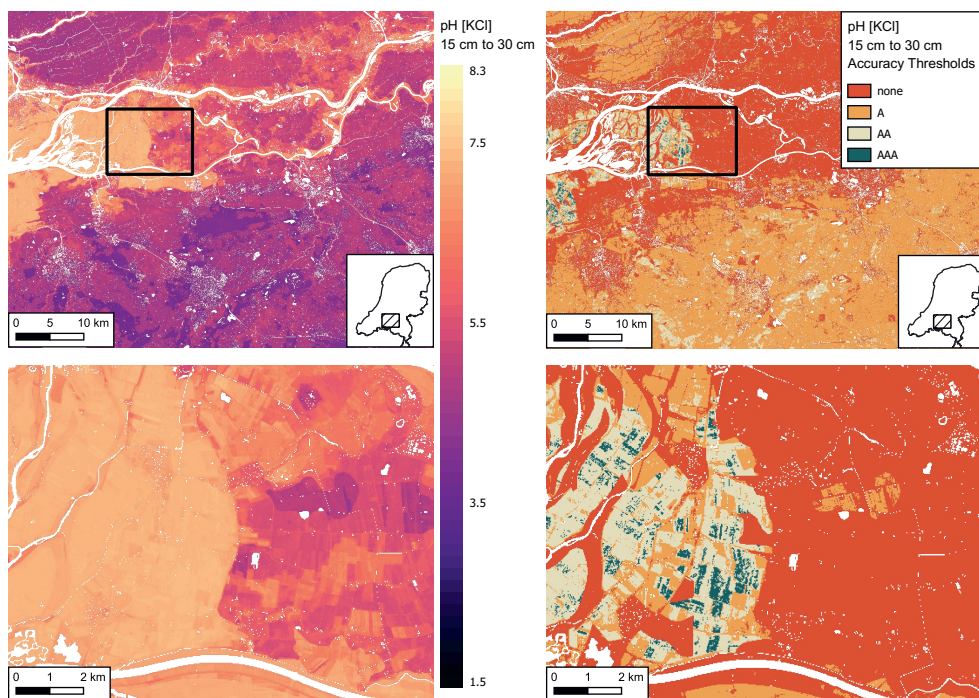 pH [KCl]
15 cm to 30 cm
8.3
7.5
5.5
3.5
1.5
0 5 10 km
pH [KCl]
15 cm to 30 cm
Accuracy Thresholds
none
A
AA
AAA
0 5 10 km
0 1 2 km
0 1 2 km